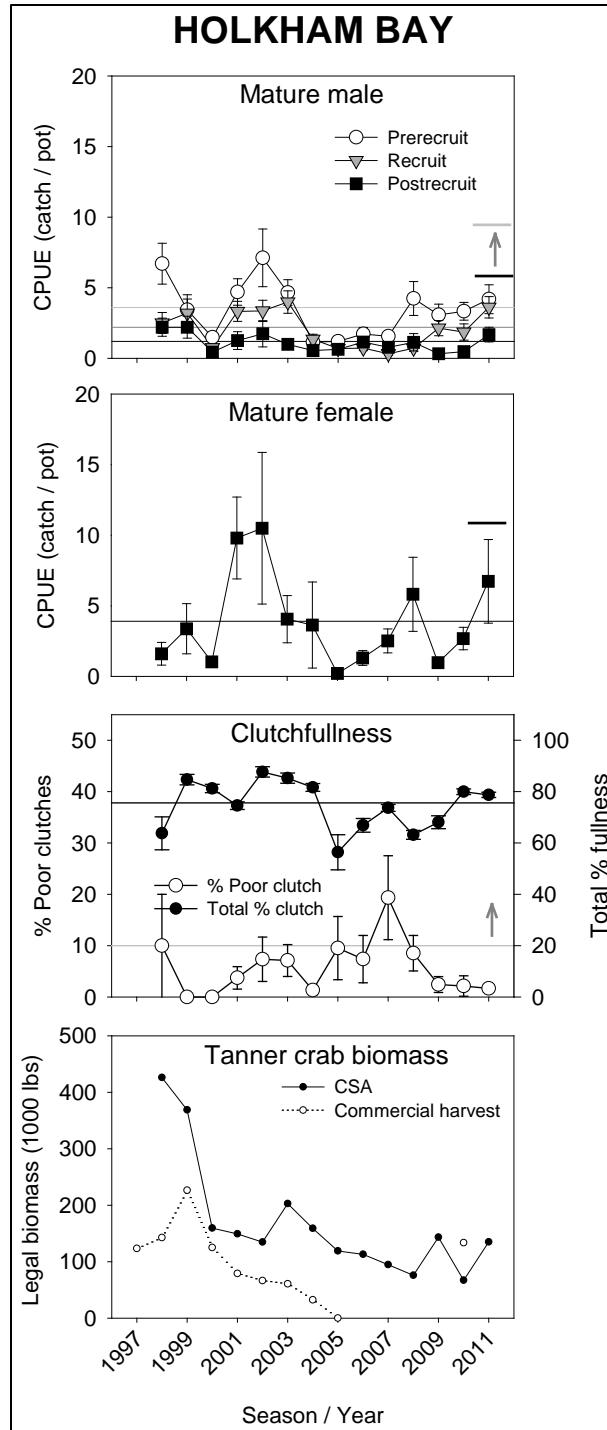 HOLKHAM BAY
Mature male
20
15
10
5
0
CPUE (catch / pot)
Prerecruit
Recruit
Postrecruit
Mature female
20
15
10
5
0
CPUE (catch / pot)
Clutchfullness
50
40
30
20
10
0
% Poor clutches
% Poor clutch
Total % clutch
100
80
60
40
20
0
Total % fullness
Tanner crab biomass
500
400
300
200
100
0
Legal biomass (1000 lbs)
CSA
Commercial harvest
1997
1999
2001
2003
2005
2007
2009
2011
Season / Year